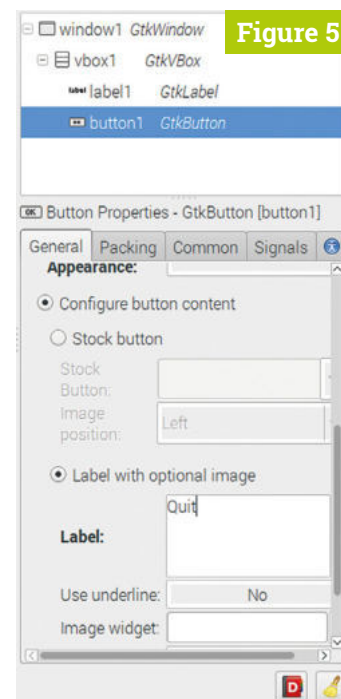 Figure 5
window1 GtkWindow
vbox1 GtkVBox
label label1 GtkLabel
button1 GtkButton
OK Button Properties - GtkButton [button1]
General Packing Common Signals
Appearance:
Configure button content
Stock button
Stock Button:
Image position: Left
Label with optional image
Label: Quit
Use underline: No
Image widget:
D